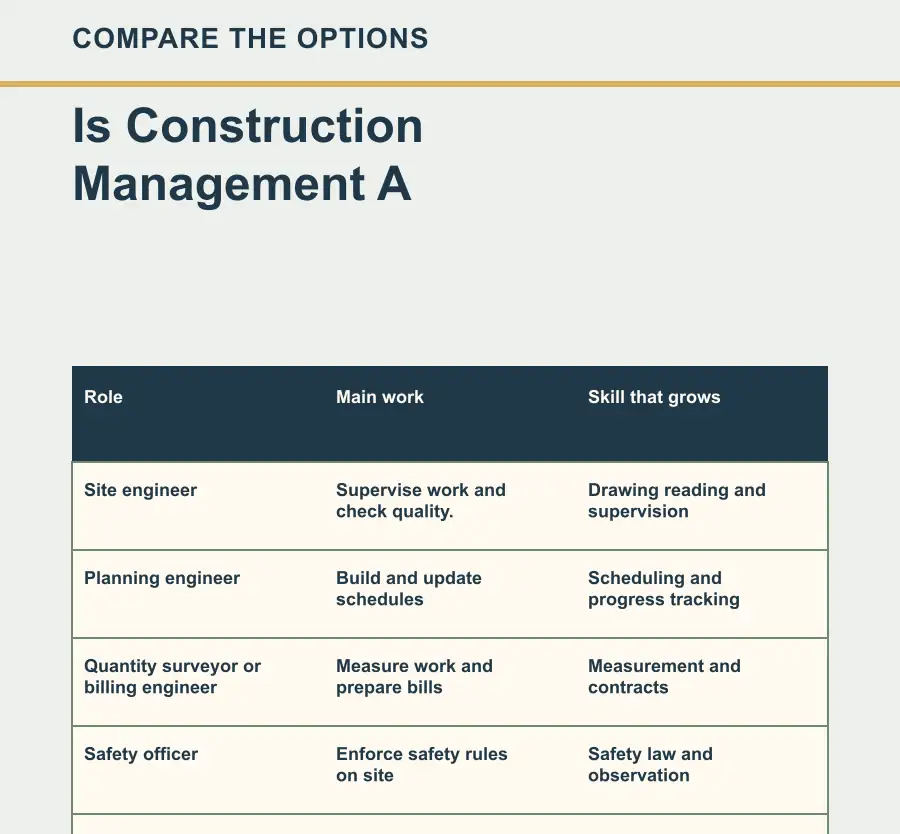 COMPARE THE OPTIONS
Is Construction
Management A
Role Main work Skill that grows
Site engineer Supervise work and Drawing reading and
check quality. supervision
Planning engineer Build and update Scheduling and
schedules progress tracking
Quantity surveyor or Measure work and Measurement and
billing engineer prepare bills contracts
Safety officer Enforce safety rules Safety law and
on site observation